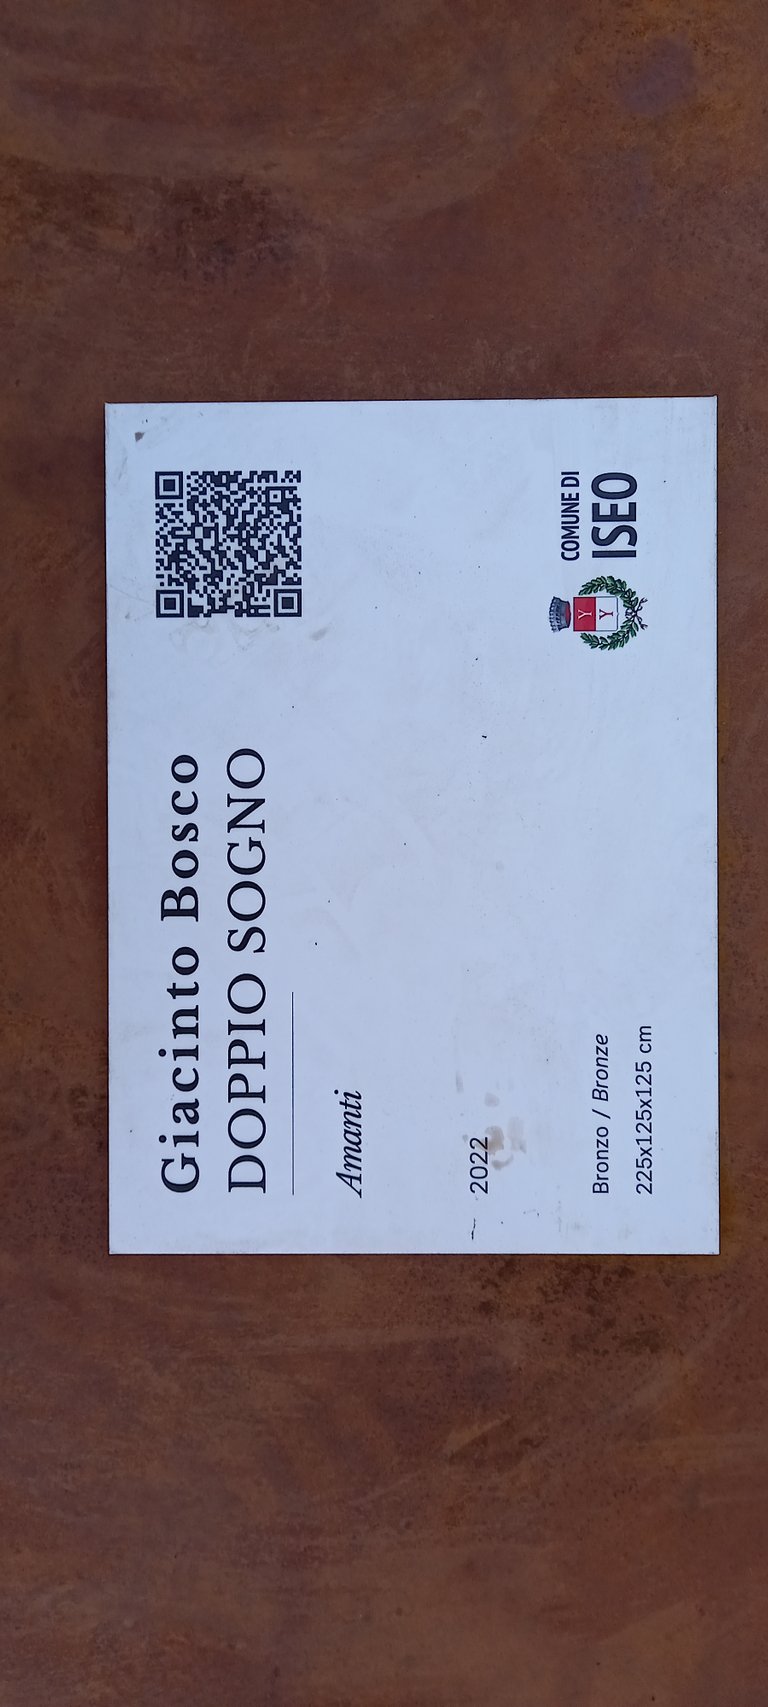 Giacinto Bosco
DOPPIO SOGNO
Amanti
2022
Bronzo / Bronze
225x125x125 cm
Y
Y
COMUNE DI
ISEO